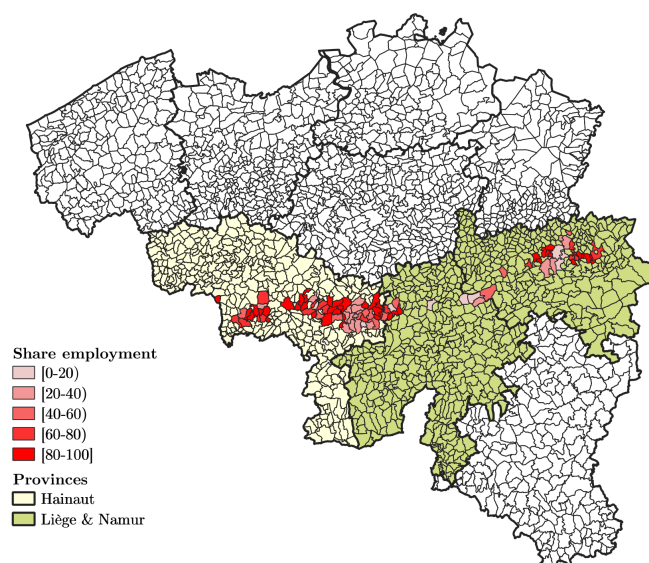 Share employment
[0-20)
[20-40)
[40-60)
[60-80)
[80-100]
Provinces
Hainaut
Liège & Namur